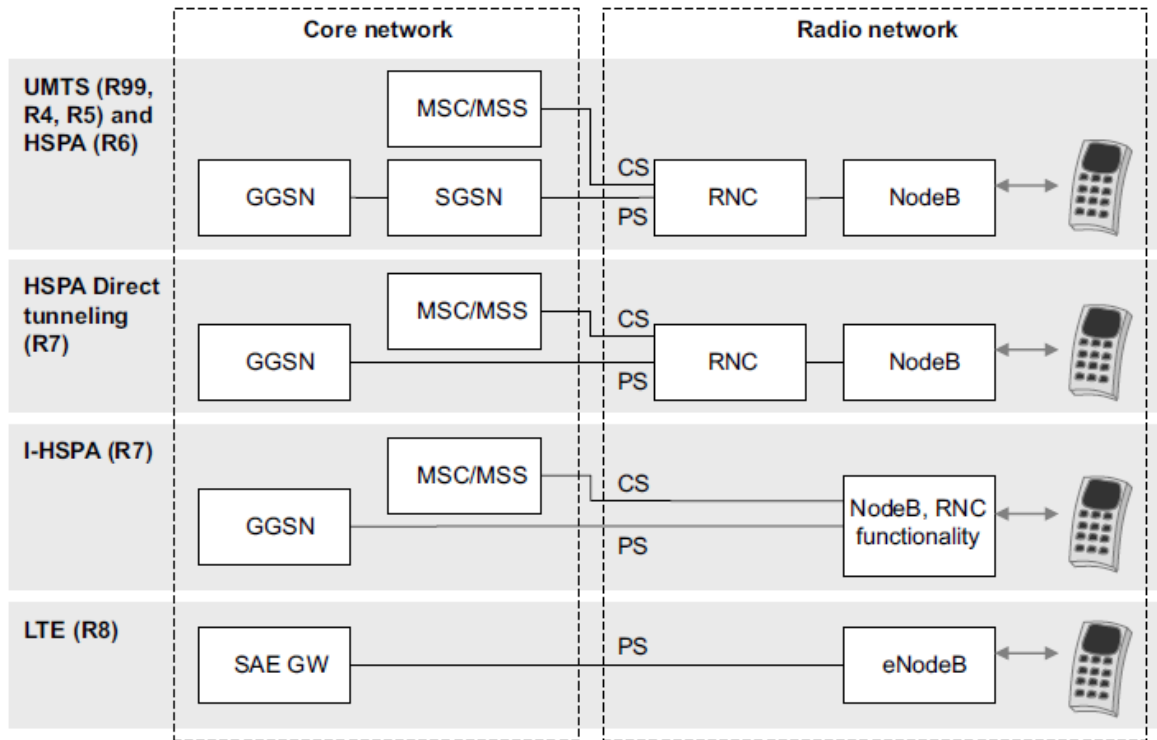 Core network
Radio network
UMTS (R99,
R4, R5) and
HSPA (R6)
MSC/MSS
CS
GGSN
SGSN
RNC
NodeB
PS
HSPA Direct
tunneling
(R7)
MSC/MSS
CS
GGSN
RNC
NodeB
PS
I-HSPA (R7)
MSC/MSS
CS
GGSN
NodeB, RNC
functionality
PS
LTE (R8)
PS
SAE GW
eNodeB